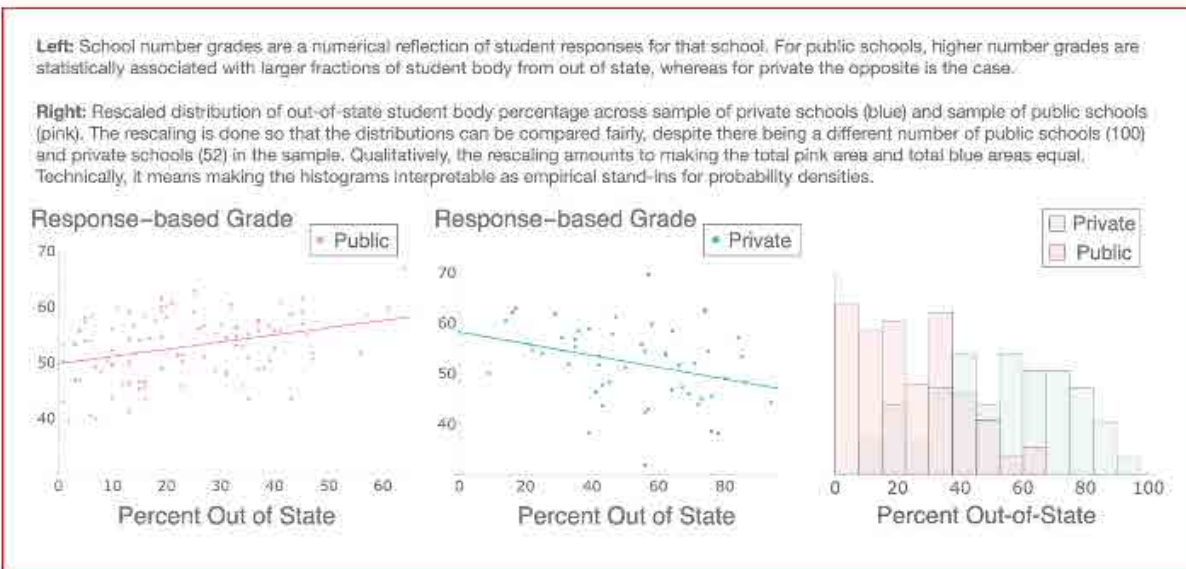 Left: School number grades are a numerical reflection of student responses for that school. For public schools, higher number grades are
statistically associated with larger fractions of student body from out of state, whereas for private the opposite is the case.
Right: Rescaled distribution of out-of-state student body percentage across sample of private schools (blue) and sample of public schools
(pink). The rescaling is done so that the distributions can be compared fairly, despite there being a different number of public schools (100)
and private schools (52) in the sample. Qualitatively, the rescaling amounts to making the total pink area and total blue areas equal.
Technically, it means making the histograms interpretable as empirical stand-ins for probability densities.
Response-based Grade
Public
70
60
50
40
0 10 20 30 40 50 60
Percent Out of State
Response-based Grade
Private
70
60
50
40
0 20 40 60 80
Percent Out of State
Private
Public
0 20 40 60 80 100
Percent Out-of-State